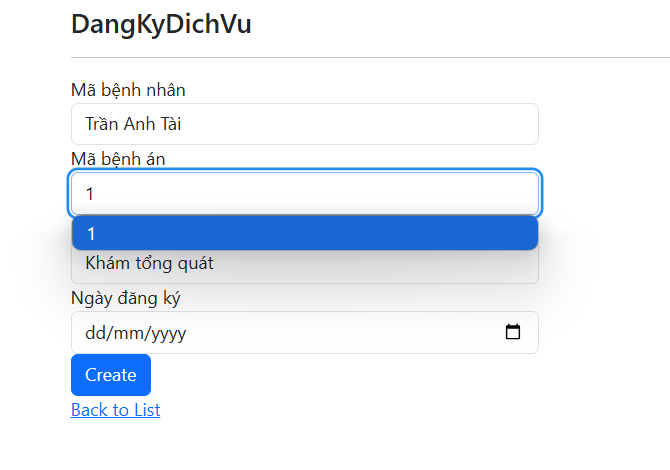 DangKyDichVu
Mã bệnh nhân
Trần Anh Tài
Mã bệnh án
1
1
Khám tổng quát
Ngày đăng ký
dd/mm/yyyy
Create
Back to List